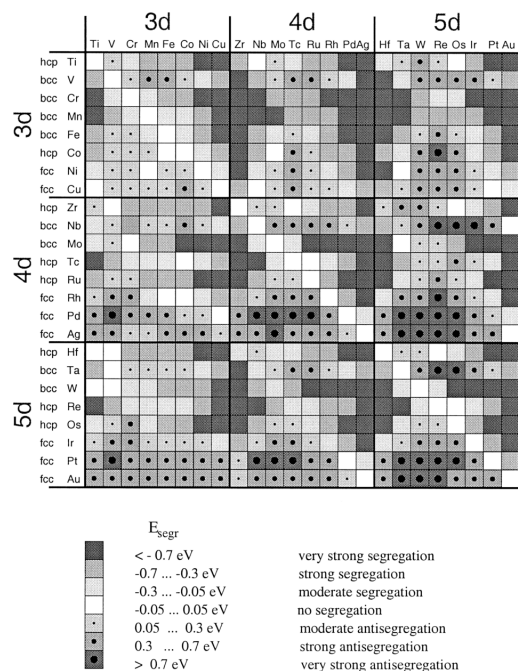 3d 4d 5d
Ti V Cr Mn Fe Co Ni Cu Zr Nb Mo Tc Ru Rh Pd Ag Hf Ta W Re Os Ir Pt Au
3d
hcp Ti
bcc V
bcc Cr
bcc Mn
bcc Fe
hcp Co
fcc Ni
fcc Cu
4d
hcp Zr
bcc Nb
bcc Mo
hcp Tc
hcp Ru
fcc Rh
fcc Pd
fcc Ag
5d
hcp Hf
bcc Ta
bcc W
hcp Re
hcp Os
fcc Ir
fcc Pt
fcc Au
E segr
< - 0.7 eV very strong segregation
-0.7 ... -0.3 eV strong segregation
-0.3 ... -0.05 eV moderate segregation
-0.05 ... 0.05 eV no segregation
0.05 ... 0.3 eV moderate antisegregation
0.3 ... 0.7 eV strong antisegregation
> 0.7 eV very strong antisegregation